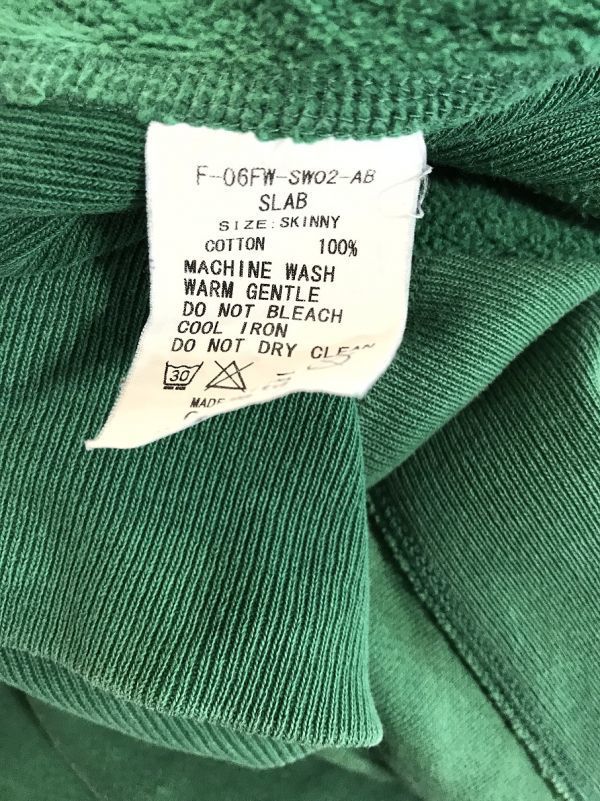 F-06FW-SW02-AB
SLAB
SIZE:SKINNY
COTTON 100%
MACHINE WASH
WARM GENTLE
DO NOT BLEACH
COOL IRON
DO NOT DRY CLEAN
30
MADE